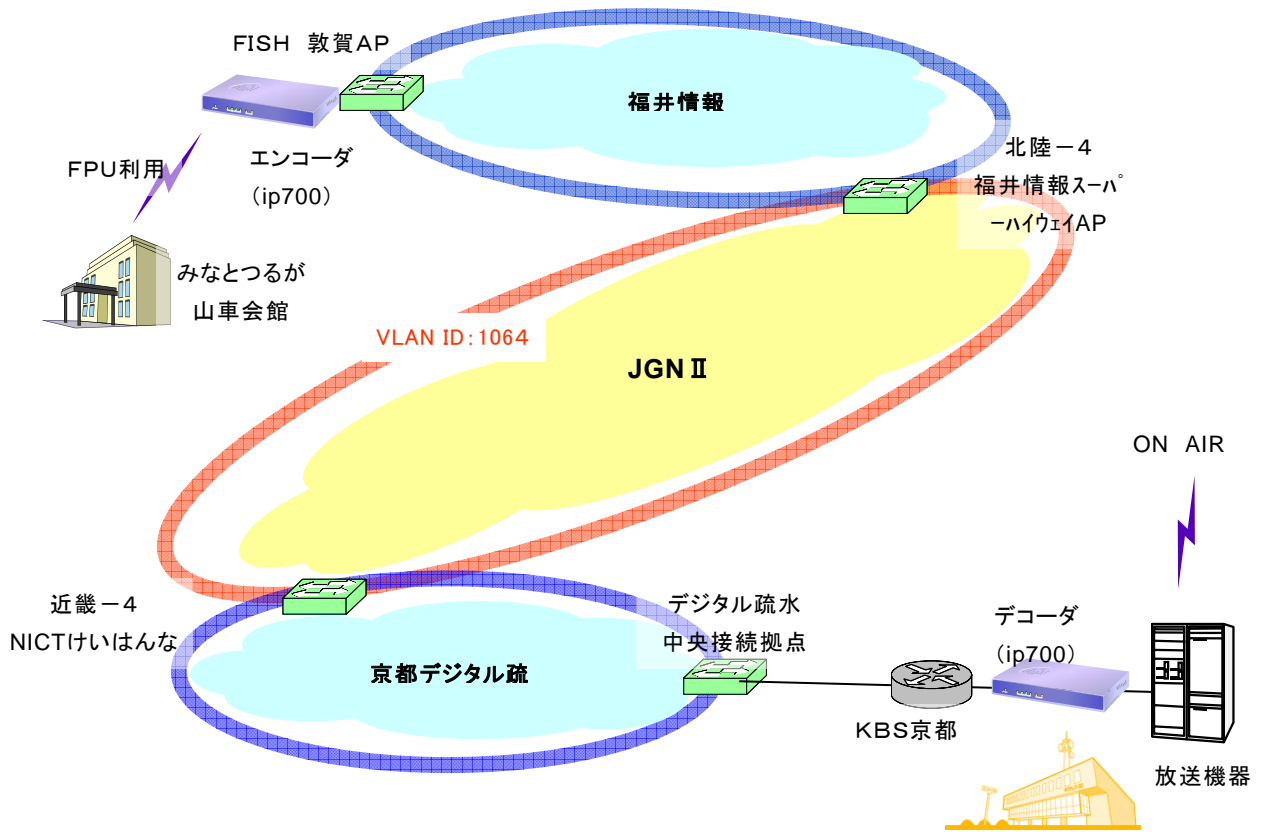 FISH 敦賀AP
福井情報
エンコーダ
(ip700)
FPU利用
北陸－4
福井情報ｽｰﾊﾟ
ｰﾊｲｳｪｲAP
みなとつるが
山車会館
VLAN ID:1064
JGNⅡ
ON AIR
近畿－4
NICTけいはんな
デジタル疏水
中央接続拠点
デコーダ
(ip700)
京都デジタル疏
KBS京都
放送機器